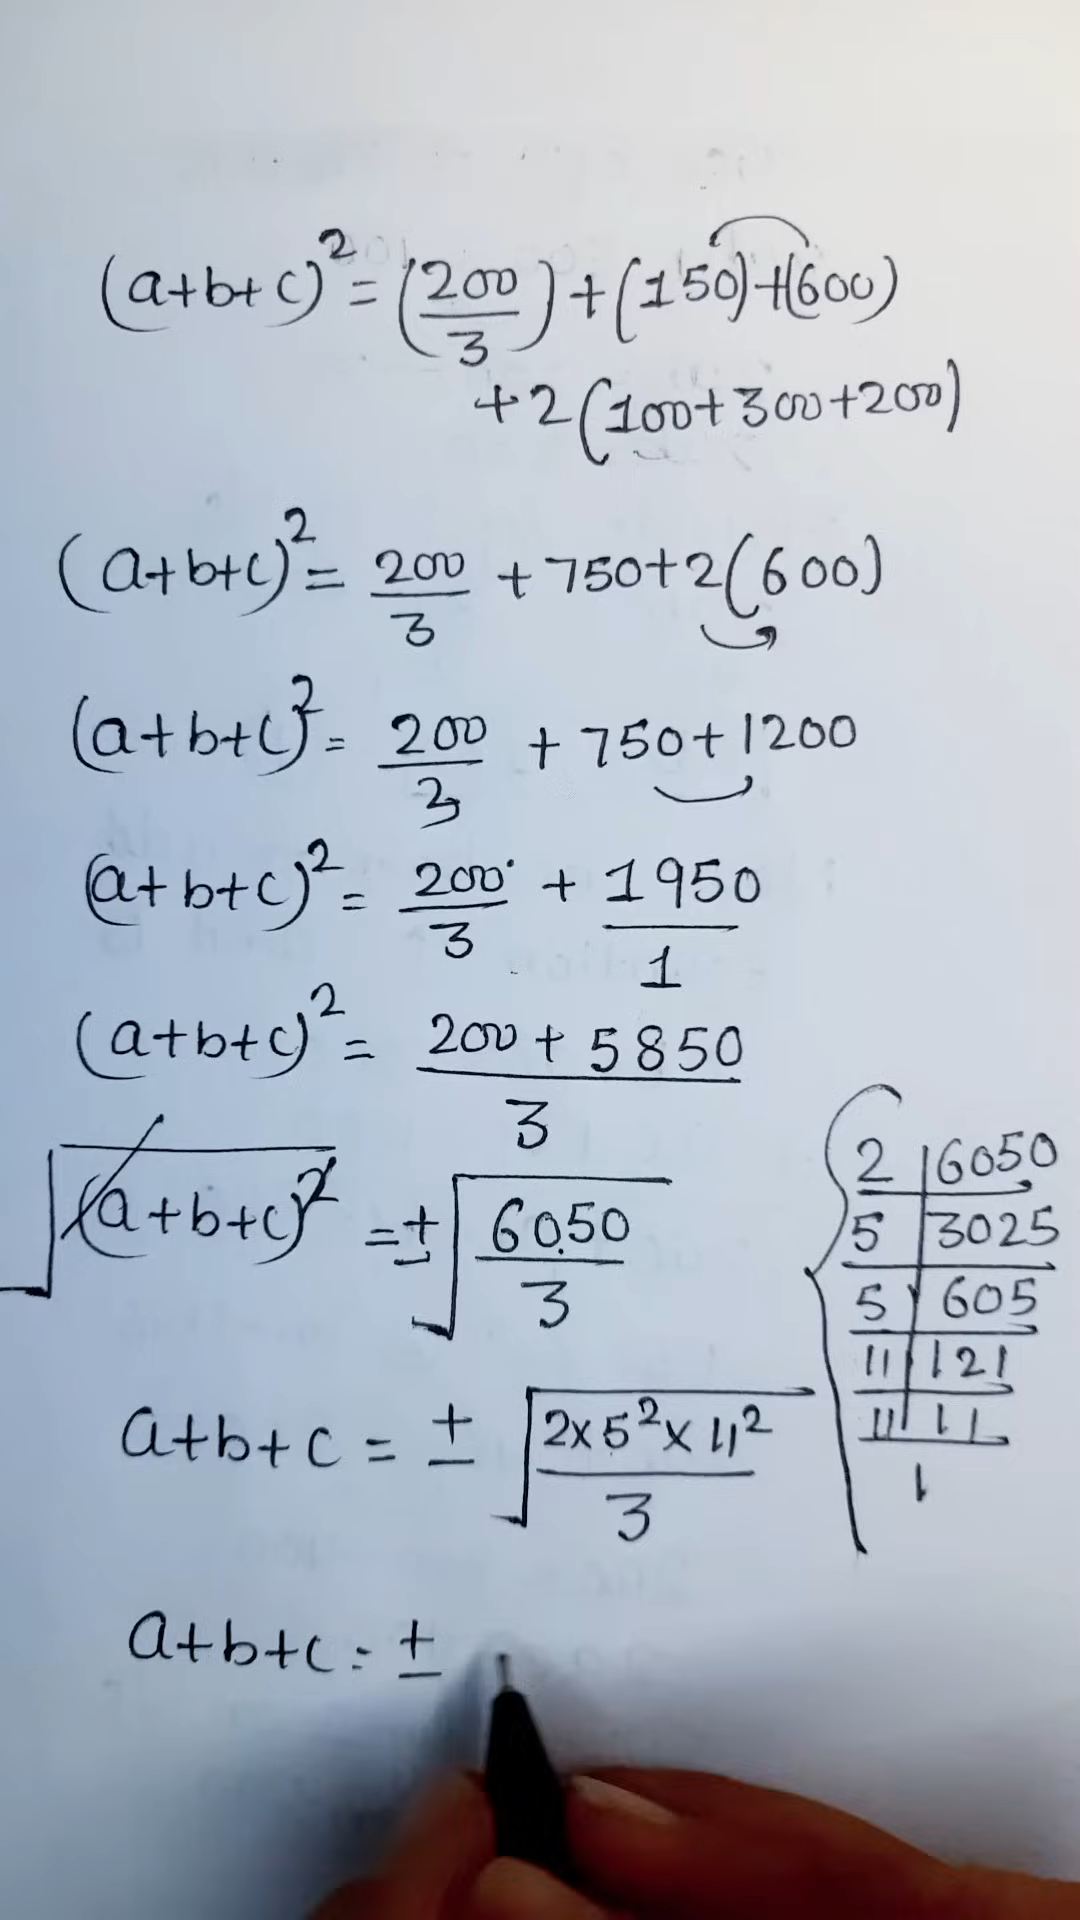 (a+b+c)² = (200/3) + (150) + (600)
+2(100+300+200)
(a+b+c)² = 200/3 + 750+2(600)
(a+b+c)² = 200/3 + 750+1200
(a+b+c)² = 200/3 + 1950/1
(a+b+c)² = (200+5850)/3
√(a+b+c)² = ± √(6050/3)
a+b+c = ± √((2×5²×11²)/3)
a+b+c = ±
2 | 6050
5 | 3025
5 | 605
11 | 121
11 | 11
1